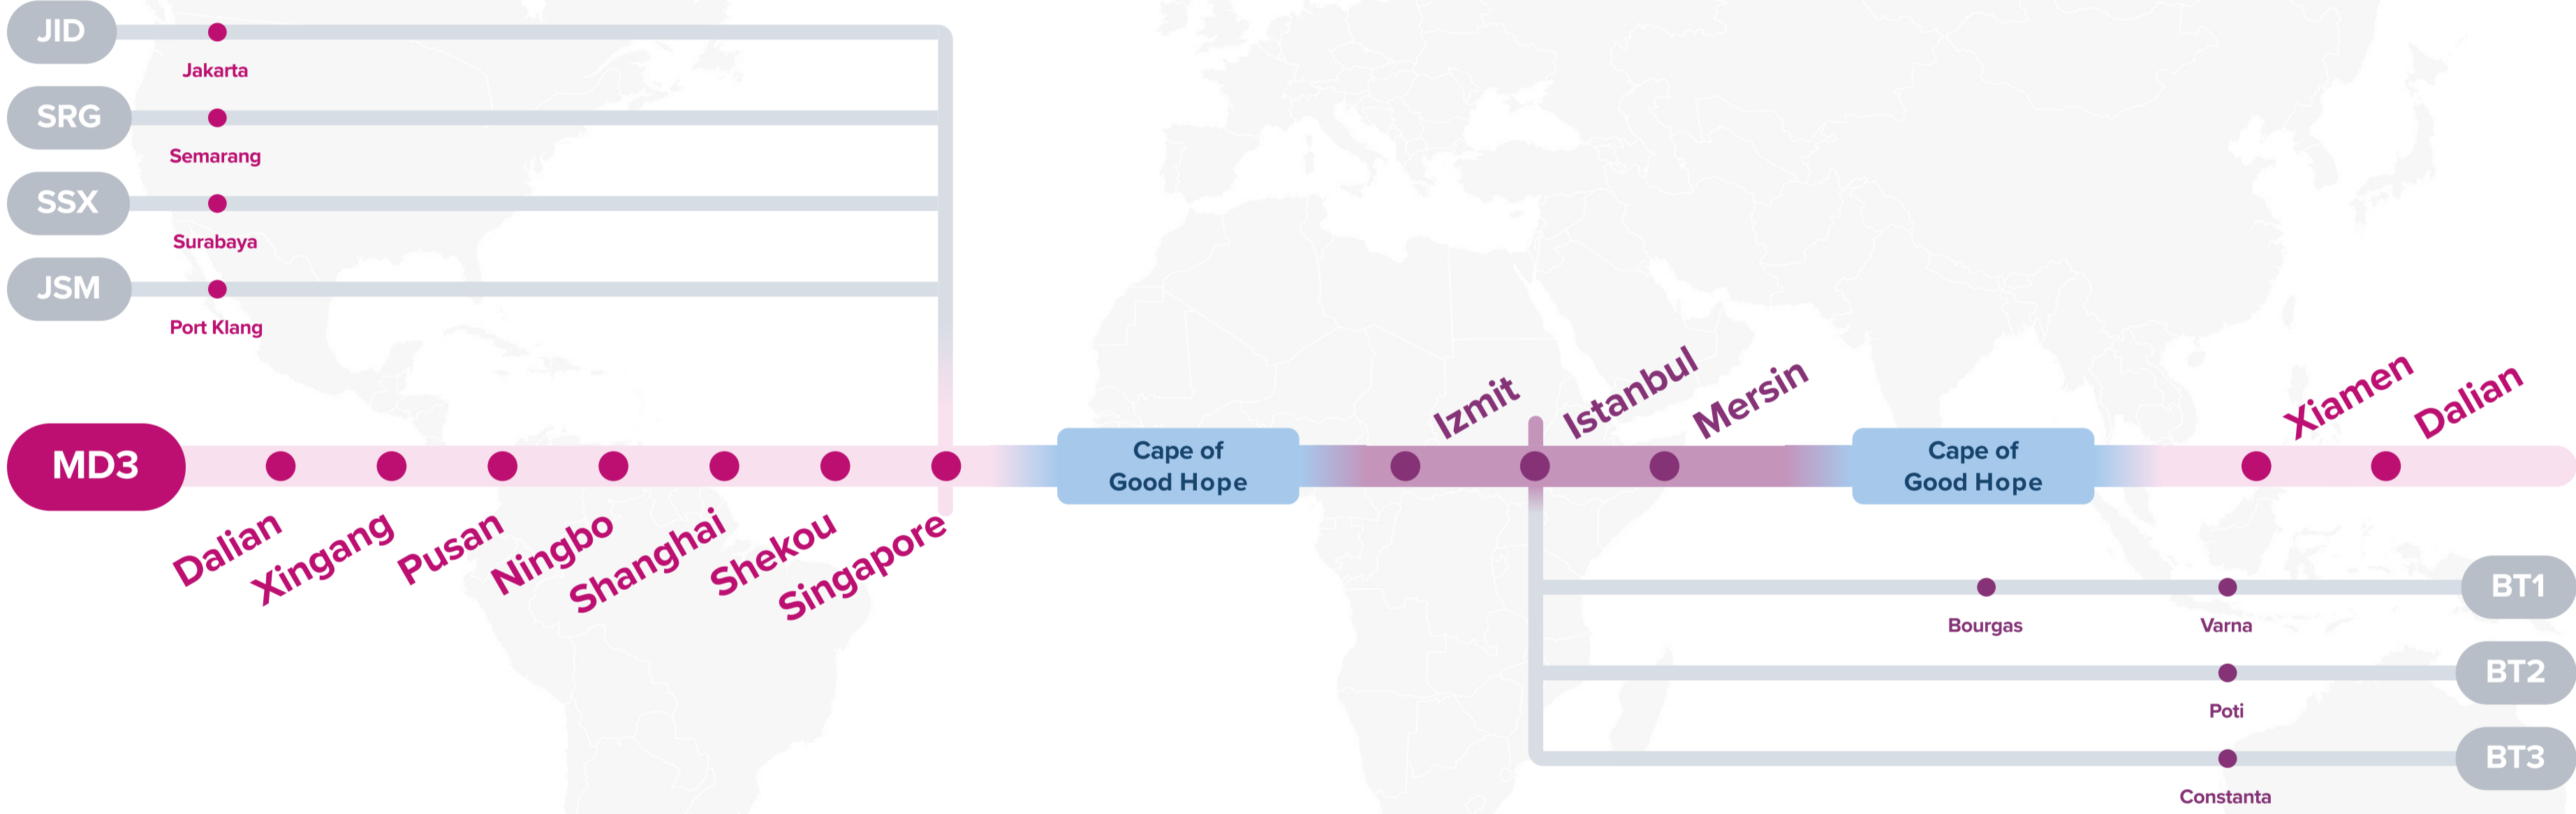 JID
Jakarta
SRG
Semarang
SSX
Surabaya
JSM
Port Klang
MD3
Dalian
Xingang
Pusan
Ningbo
Shanghai
Shekou
Singapore
Cape of
Good Hope
Izmit
Istanbul
Mersin
Cape of
Good Hope
Xiamen
Dalian
Bourgas
Varna
BT1
Poti
BT2
Constanta
BT3